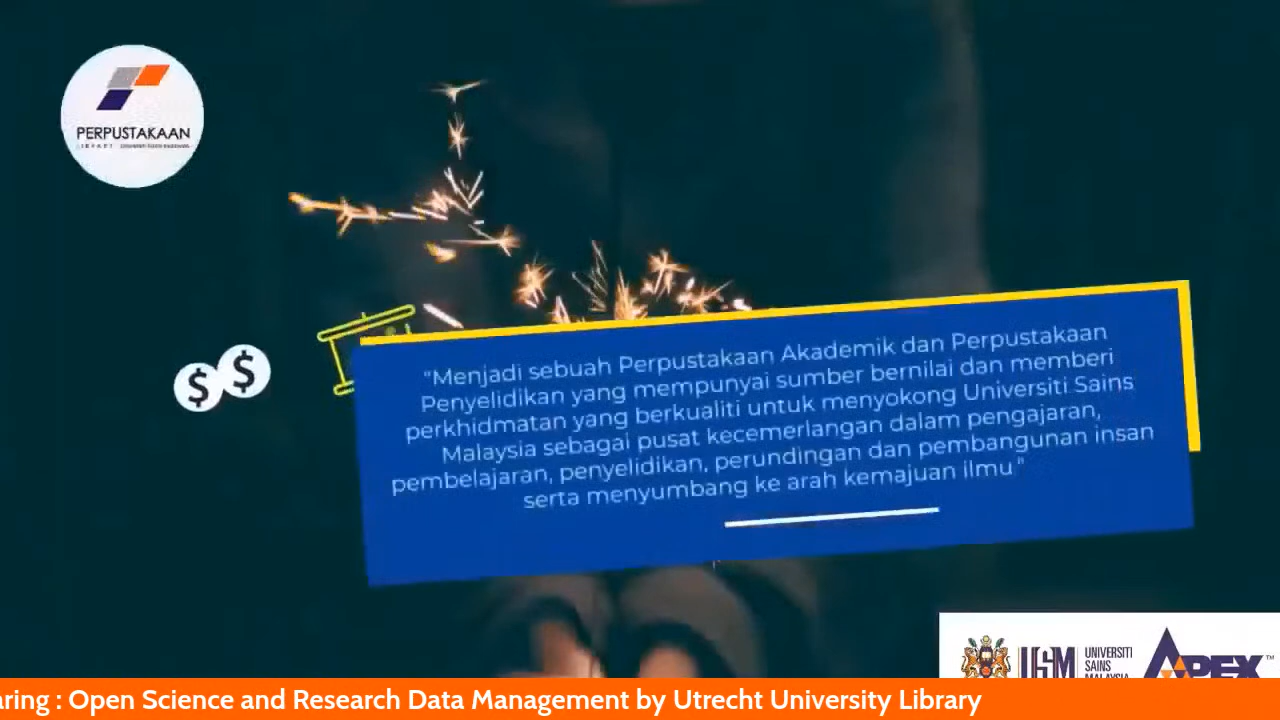 PERPUSTAKAAN
$ $
"Menjadi sebuah Perpustakaan Akademik dan Perpustakaan
Penyelidikan yang mempunyai sumber bernilai dan memberi
perkhidmatan yang berkualiti untuk menyokong Universiti Sains
Malaysia sebagai pusat kecemerlangan dalam pengajaran,
pembelajaran, penyelidikan, perundingan dan pembangunan insan
serta menyumbang ke arah kemajuan ilmu"
USM
UNIVERSITI
SAINS
MALAYSIA
APEX™
aring : Open Science and Research Data Management by Utrecht University Library